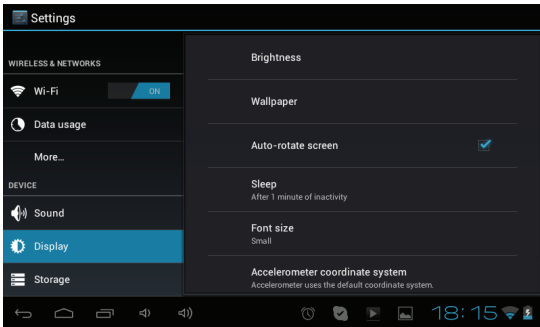 Settings
WIRELESS & NETWORKS
Wi-Fi
ON
Data usage
More...
DEVICE
Sound
Display
Storage
Brightness
Wallpaper
Auto-rotate screen
Sleep
After 1 minute of inactivity
Font size
Small
Accelerometer coordinate system
Accelerometer uses the default coordinate system.
18:15